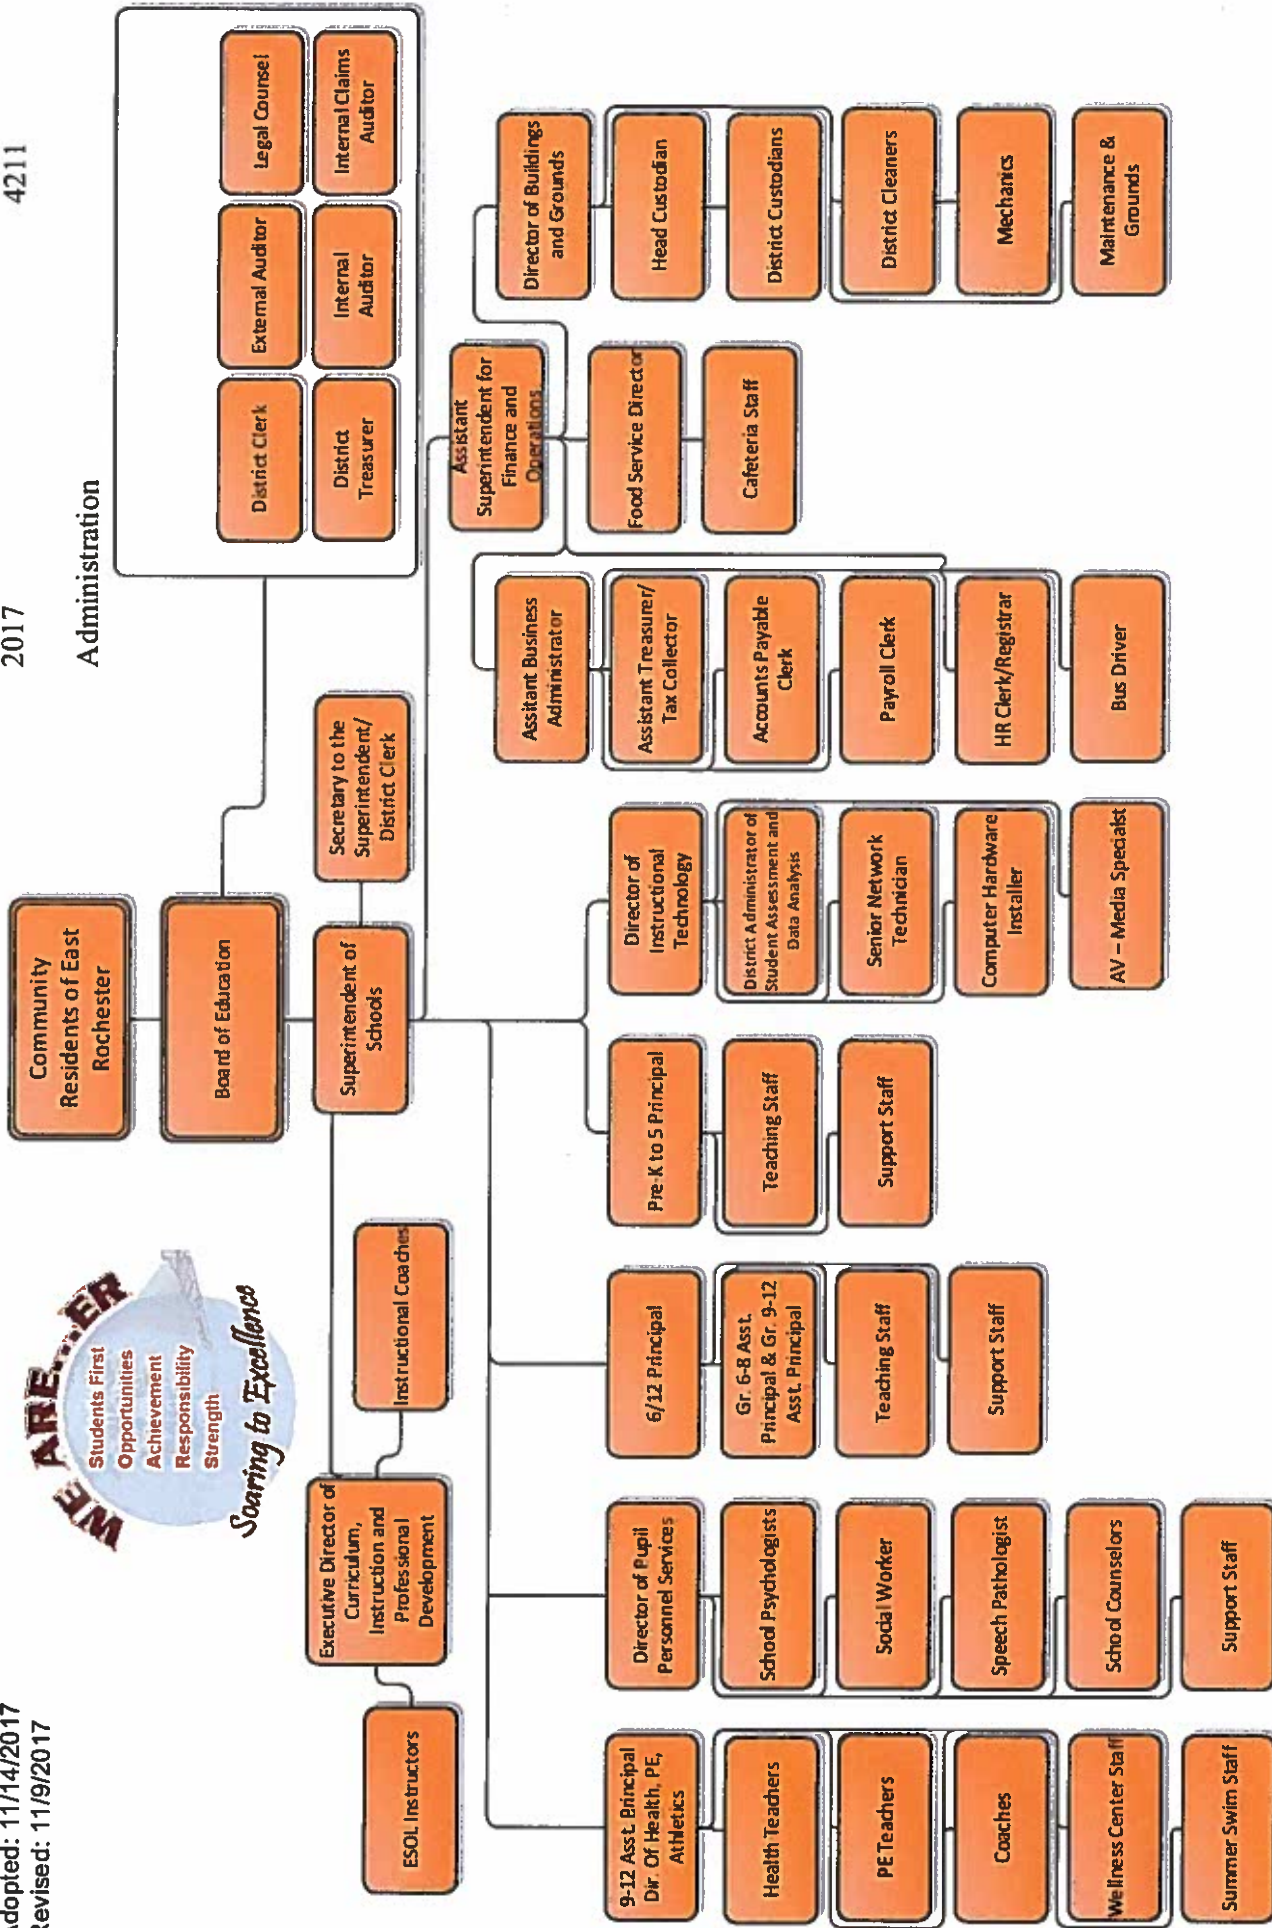 2017
4211
Adopted: 11/14/2017
Revised: 11/9/2017
Administration
WE ARE...ER
Students First
Opportunities
Achievement
Responsibility
Strength
Soaring to Excellence
Community
Residents of East
Rochester
Board of Education
District Clerk
External Auditor
Legal Counsel
District
Treasurer
Internal
Auditor
Internal Claims
Auditor
Superintendent of
Schools
Secretary to the
Superintendent/
District Clerk
Executive Director of
Curriculum,
Instruction and
Professional
Development
ESOL Instructors
Instructional Coaches
Assistant
Superintendent for
Finance and
Operations
9-12 Asst. Principal
Dir. Of Health, PE,
Athletics
Health Teachers
PE Teachers
Coaches
Wellness Center Staff
Summer Swim Staff
Director of Pupil
Personnel Services
School Psychologists
Social Worker
Speech Pathologist
School Counselors
Support Staff
6/12 Principal
Gr. 6-8 Asst.
Principal & Gr. 9-12
Asst. Principal
Teaching Staff
Support Staff
Pre-K to 5 Principal
Teaching Staff
Support Staff
Director of
Instructional
Technology
District Administrator of
Student Assessment and
Data Analysis
Senior Network
Technician
Computer Hardware
Installer
AV – Media Specialst
Assitant Business
Administrator
Assistant Treasurer/
Tax Collector
Accounts Payable
Clerk
Payroll Clerk
HR Clerk/Registrar
Bus Driver
Food Service Director
Cafeteria Staff
Director of Buildings
and Grounds
Head Custodian
District Custodians
District Cleaners
Mechanics
Maintenance &
Grounds